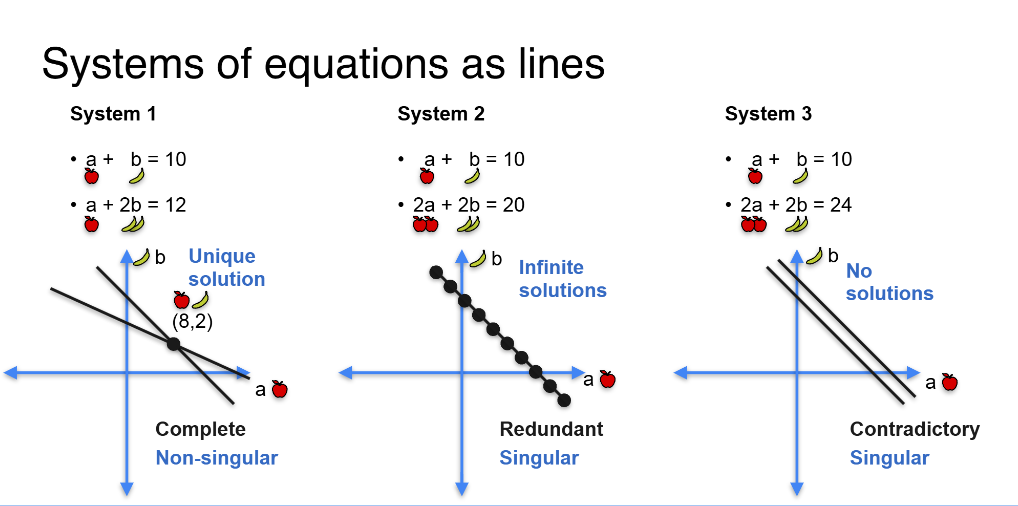 Systems of equations as lines
System 1
• a + b = 10
• a + 2b = 12
b
Unique
solution
(8,2)
a
Complete
Non-singular
System 2
• a + b = 10
• 2a + 2b = 20
b
Infinite
solutions
a
Redundant
Singular
System 3
• a + b = 10
• 2a + 2b = 24
b
No
solutions
a
Contradictory
Singular